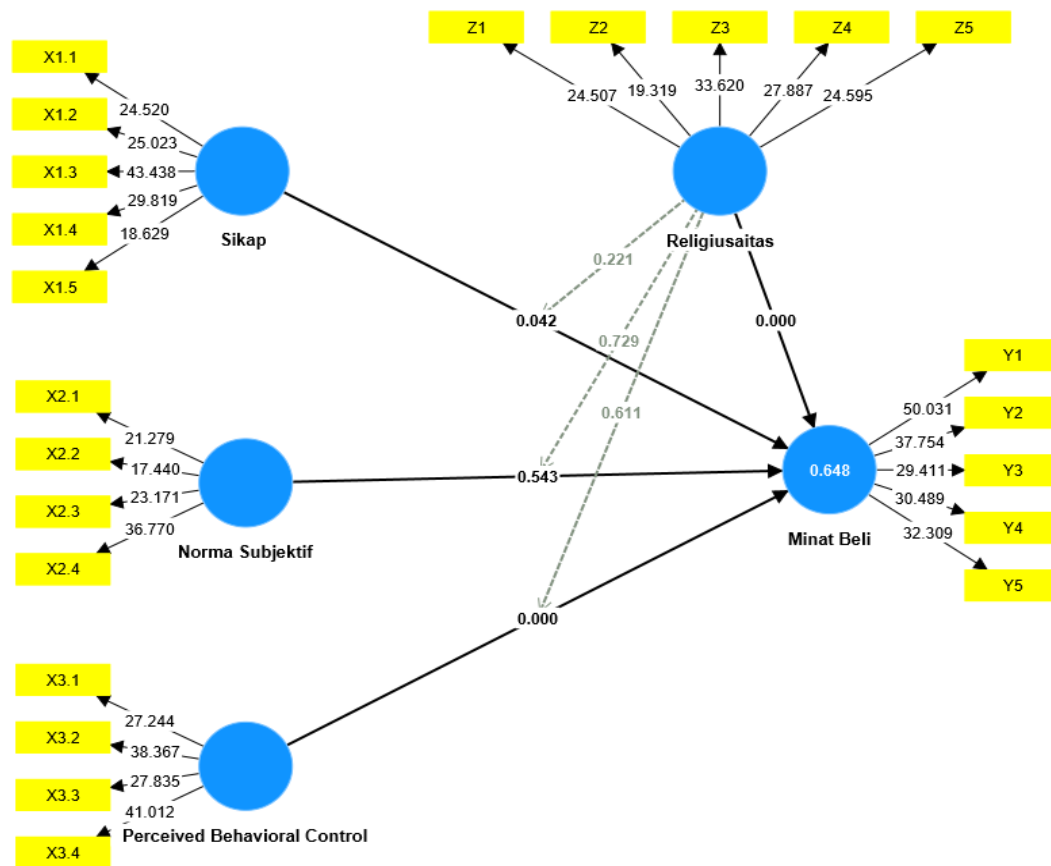 Z1
Z2
Z3
Z4
Z5
24.507
19.319
33.620
27.887
24.595
Religiusaitas
X1.1
X1.2
X1.3
X1.4
X1.5
24.520
25.023
43.438
29.819
18.629
Sikap
0.221
0.042
0.729
0.000
0.611
X2.1
X2.2
X2.3
X2.4
21.279
17.440
23.171
36.770
Norma Subjektif
0.543
0.648
Minat Beli
Y1
Y2
Y3
Y4
Y5
50.031
37.754
29.411
30.489
32.309
X3.1
X3.2
X3.3
X3.4
27.244
38.367
27.835
41.012
Perceived Behavioral Control
0.000